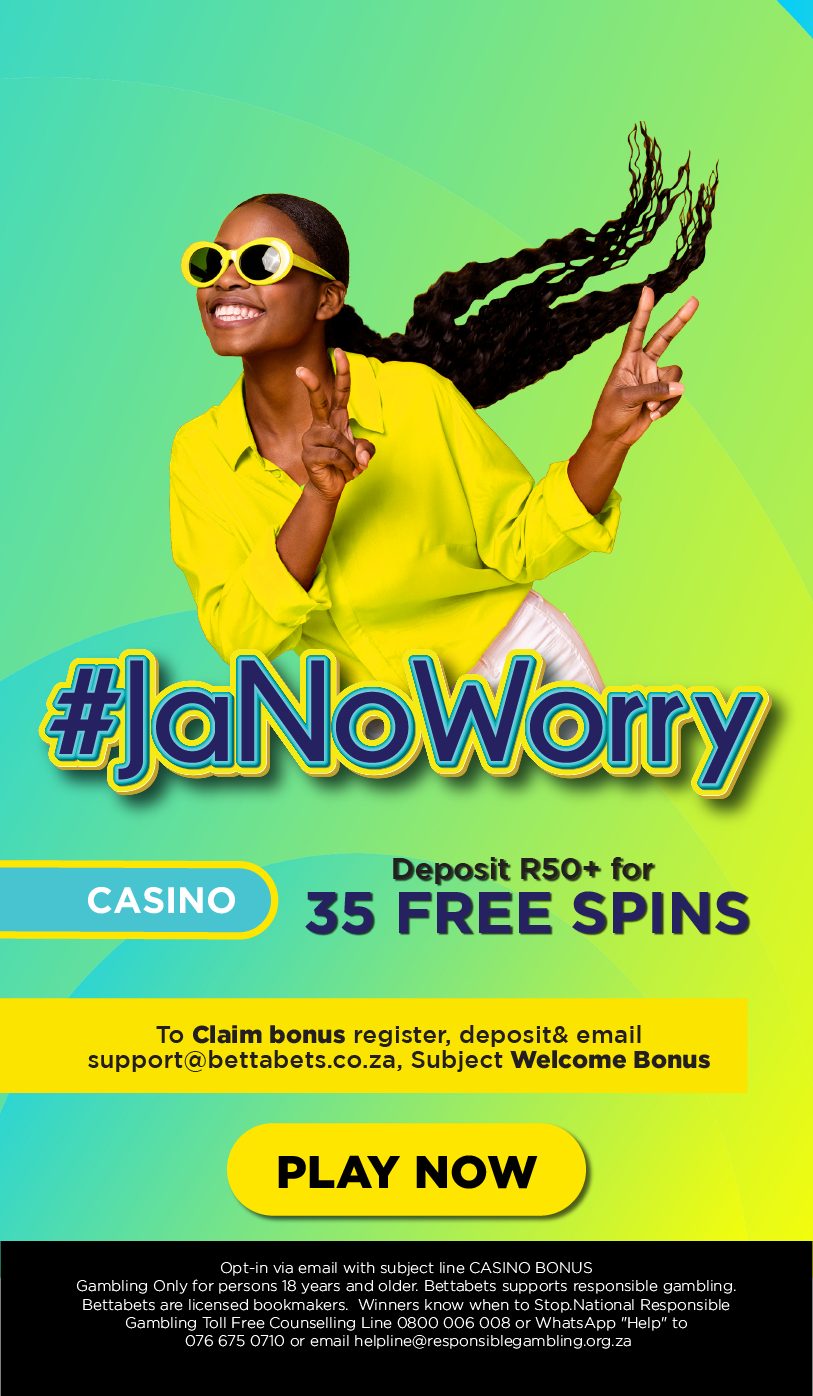 #JaNoWorry
CASINO
Deposit R50+ for
35 FREE SPINS
To Claim bonus register, deposit& email
support@bettabets.co.za, Subject Welcome Bonus
PLAY NOW
Opt-in via email with subject line CASINO BONUS
Gambling Only for persons 18 years and older. Bettabets supports responsible gambling.
Bettabets are licensed bookmakers.  Winners know when to Stop.National Responsible
Gambling Toll Free Counselling Line 0800 006 008 or WhatsApp "Help" to
076 675 0710 or email helpline@responsiblegambling.org.za